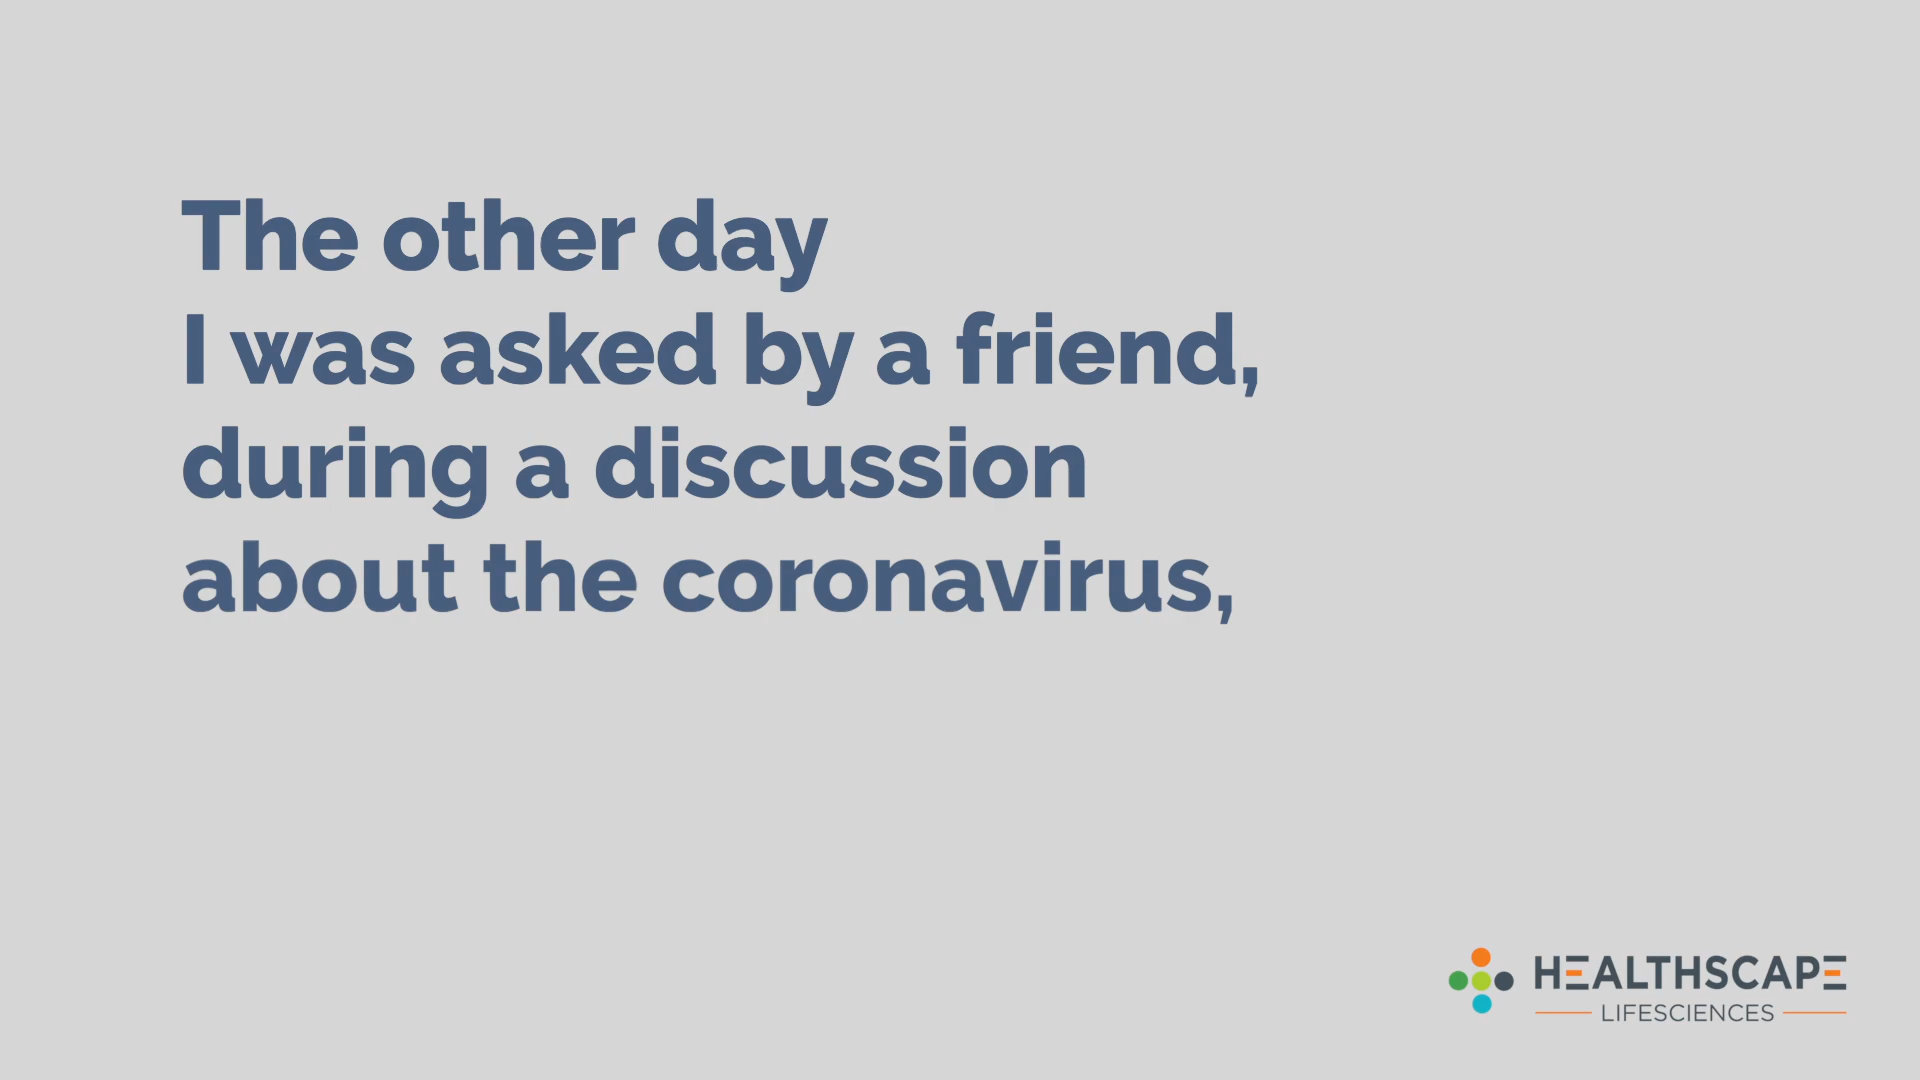 The other day
I was asked by a friend,
during a discussion
about the coronavirus,
HEALTHSCAPE
LIFESCIENCES